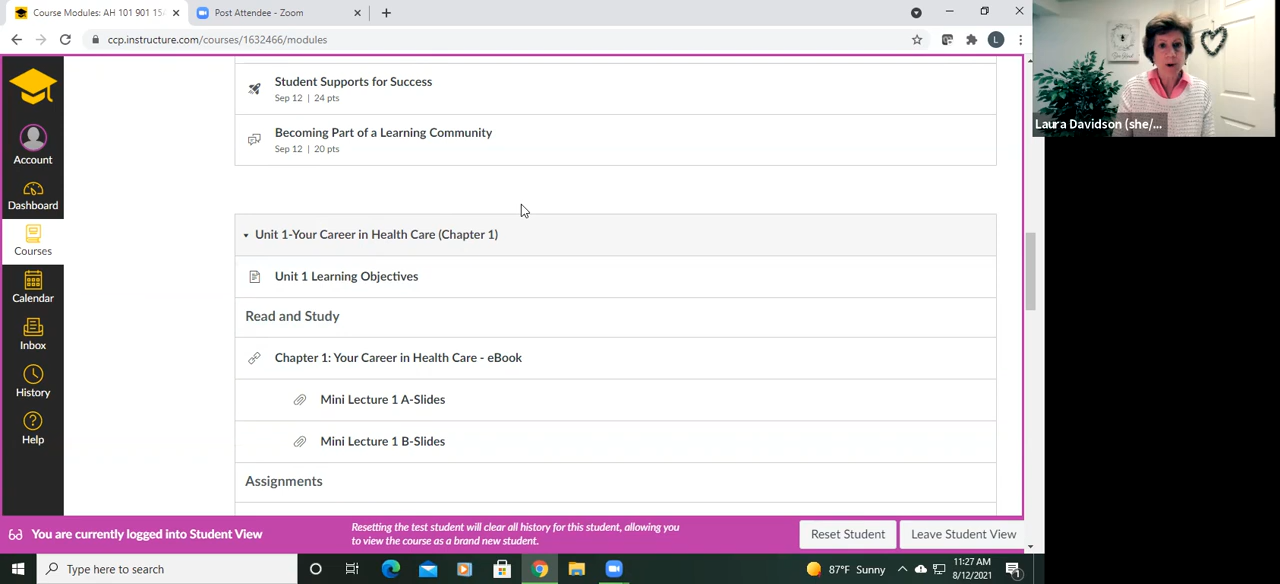 Course Modules: AH 101 901 15
Post Attendee - Zoom
ccp.instructure.com/courses/1632466/modules
L
Laura Davidson (she/...
Account
Dashboard
Courses
Calendar
Inbox
History
Help
Student Supports for Success
Sep 12 | 24 pts
Becoming Part of a Learning Community
Sep 12 | 20 pts
Unit 1-Your Career in Health Care (Chapter 1)
Unit 1 Learning Objectives
Read and Study
Chapter 1: Your Career in Health Care - eBook
Mini Lecture 1 A-Slides
Mini Lecture 1 B-Slides
Assignments
You are currently logged into Student View
Resetting the test student will clear all history for this student, allowing you
to view the course as a brand new student.
Reset Student
Leave Student View
Type here to search
87°F Sunny
11:27 AM
8/12/2021
1